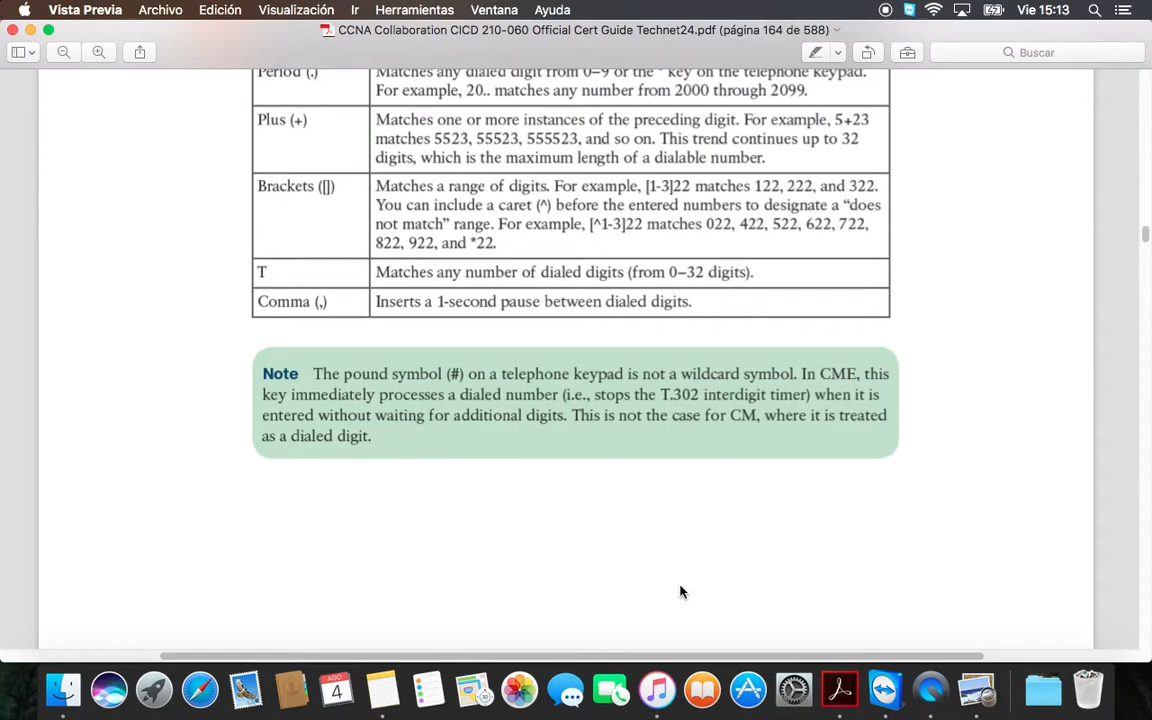 Vista Previa Archivo Edición Visualización Ir Herramientas Ventana Ayuda Vie 15:13
CCNA Collaboration CICD 210-060 Official Cert Guide Technet24.pdf (página 164 de 588)
Buscar
Period (.) Matches any dialed digit from 0–9 or the * key on the telephone keypad.
For example, 20.. matches any number from 2000 through 2099.
Plus (+) Matches one or more instances of the preceding digit. For example, 5+23
matches 5523, 55523, 555523, and so on. This trend continues up to 32
digits, which is the maximum length of a dialable number.
Brackets ([]) Matches a range of digits. For example, [1-3]22 matches 122, 222, and 322.
You can include a caret (^) before the entered numbers to designate a “does
not match” range. For example, [^1-3]22 matches 022, 422, 522, 622, 722,
822, 922, and *22.
T Matches any number of dialed digits (from 0–32 digits).
Comma (,) Inserts a 1-second pause between dialed digits.
Note The pound symbol (#) on a telephone keypad is not a wildcard symbol. In CME, this
key immediately processes a dialed number (i.e., stops the T.302 interdigit timer) when it is
entered without waiting for additional digits. This is not the case for CM, where it is treated
as a dialed digit.
AGO
4